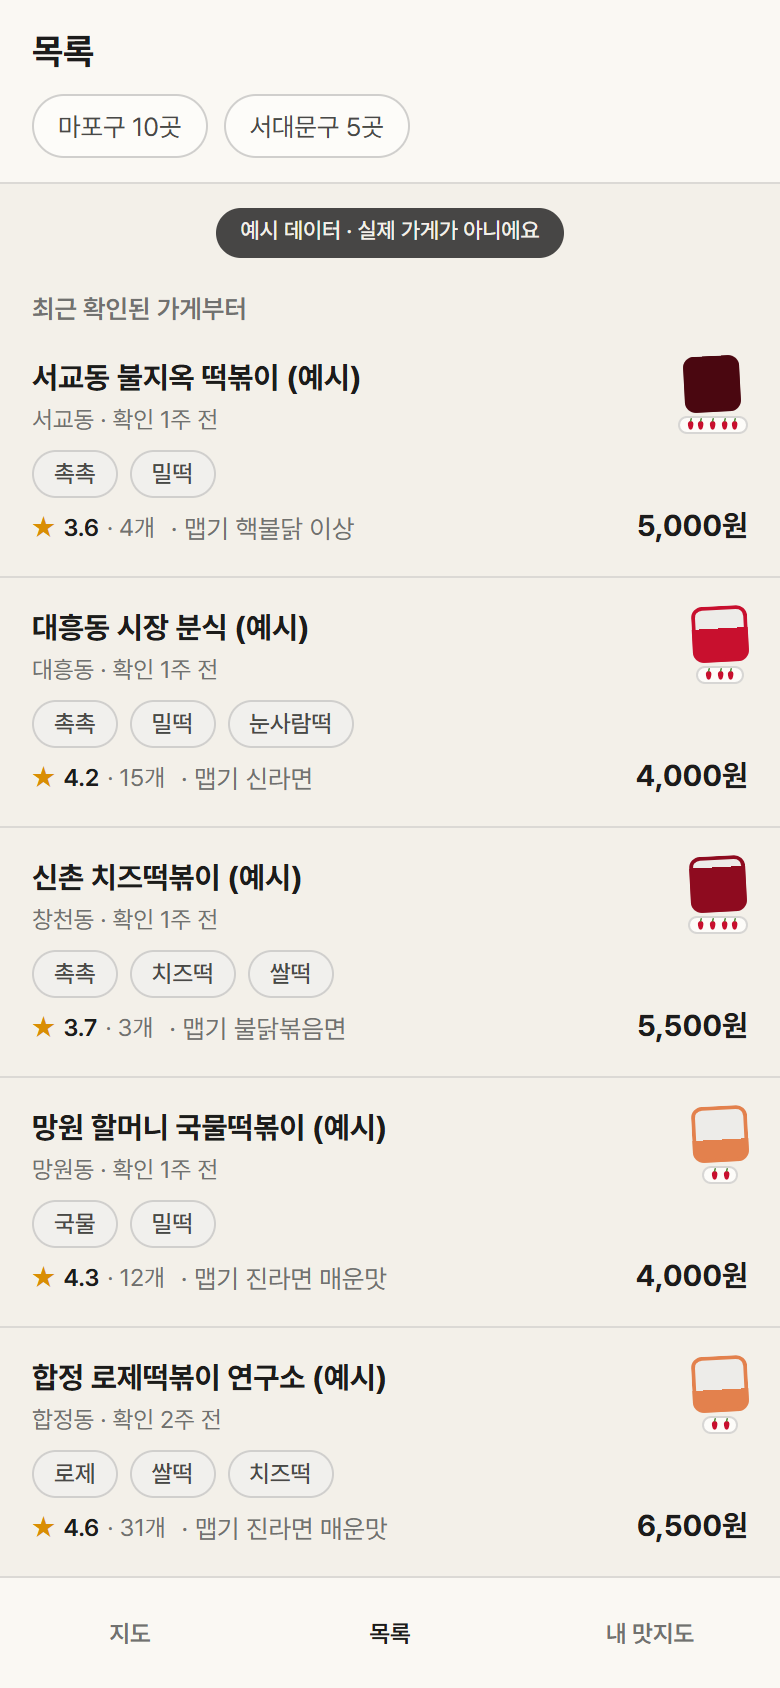 목록
마포구 10곳
서대문구 5곳
예시 데이터 · 실제 가게가 아니에요
최근 확인된 가게부터
서교동 불지옥 떡볶이 (예시)
서교동 · 확인 1주 전
촉촉 밀떡
★ 3.6 · 4개 · 맵기 핵불닭 이상 5,000원
대흥동 시장 분식 (예시)
대흥동 · 확인 1주 전
촉촉 밀떡 눈사람떡
★ 4.2 · 15개 · 맵기 신라면 4,000원
신촌 치즈떡볶이 (예시)
창천동 · 확인 1주 전
촉촉 치즈떡 쌀떡
★ 3.7 · 3개 · 맵기 불닭볶음면 5,500원
망원 할머니 국물떡볶이 (예시)
망원동 · 확인 1주 전
국물 밀떡
★ 4.3 · 12개 · 맵기 진라면 매운맛 4,000원
합정 로제떡볶이 연구소 (예시)
합정동 · 확인 2주 전
로제 쌀떡 치즈떡
★ 4.6 · 31개 · 맵기 진라면 매운맛 6,500원
지도 목록 내 맛지도